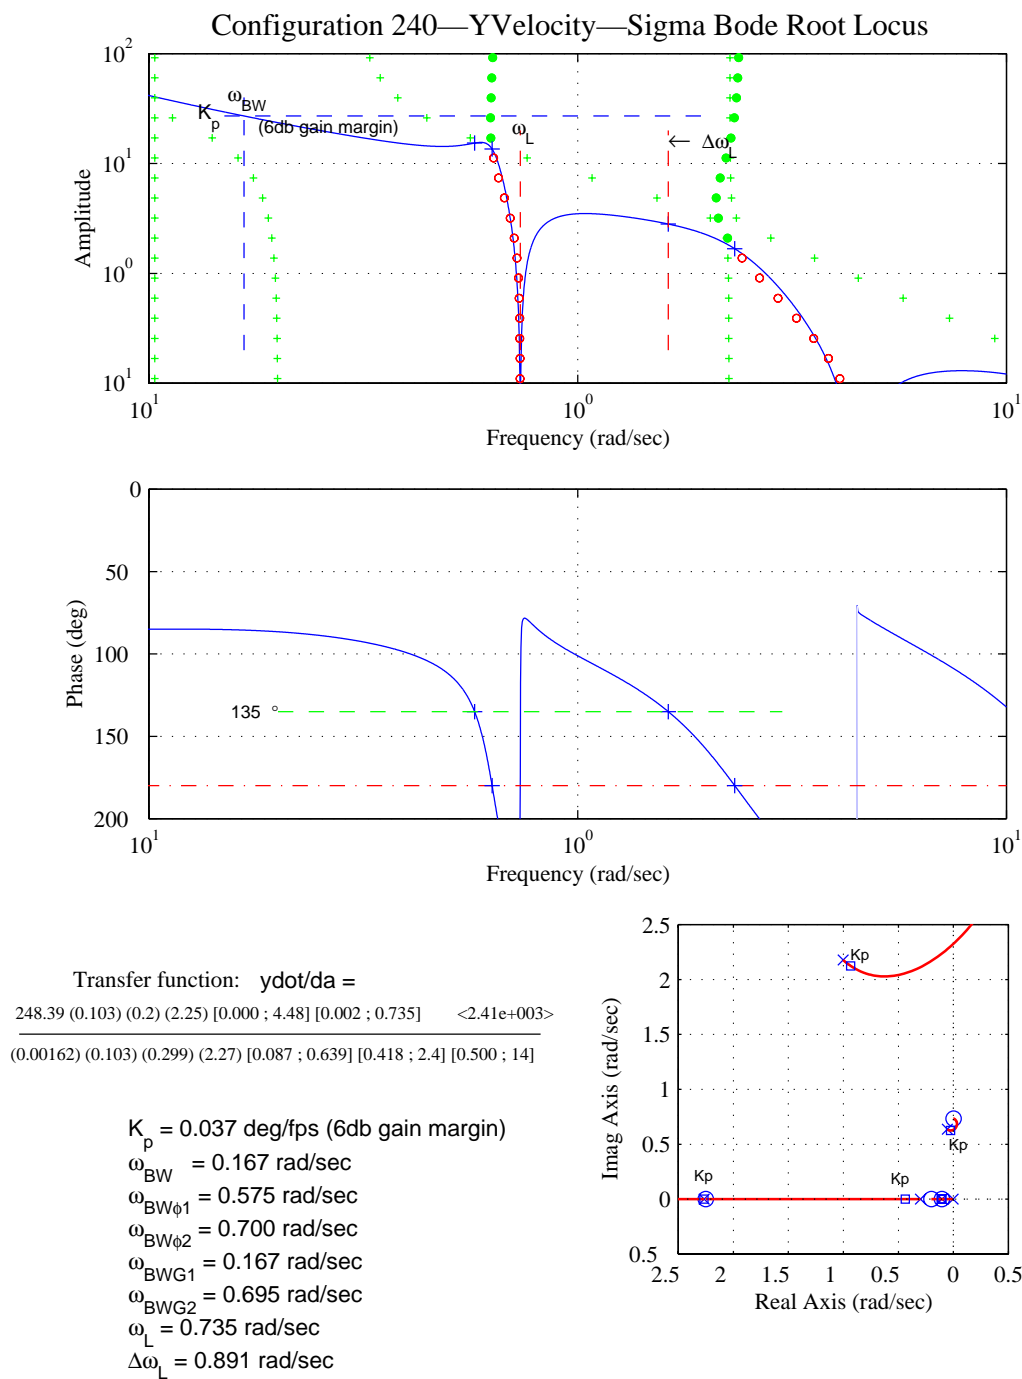 Configuration 240—YVelocity—Sigma Bode Root Locus
10²
10¹
10⁰
10¹
Amplitude
K_p
ω_BW
(6db gain margin)
ω_L
← Δω_L
10¹
10⁰
10¹
Frequency (rad/sec)
0
50
100
150
200
Phase (deg)
135 °
10¹
10⁰
10¹
Frequency (rad/sec)
Transfer function: ydot/da =
248.39 (0.103) (0.2) (2.25) [0.000 ; 4.48] [0.002 ; 0.735] <2.41e+003>
(0.00162) (0.103) (0.299) (2.27) [0.087 ; 0.639] [0.418 ; 2.4] [0.500 ; 14]
K_p = 0.037 deg/fps (6db gain margin)
ω_BW = 0.167 rad/sec
ω_BWϕ1 = 0.575 rad/sec
ω_BWϕ2 = 0.700 rad/sec
ω_BWG1 = 0.167 rad/sec
ω_BWG2 = 0.695 rad/sec
ω_L = 0.735 rad/sec
Δω_L = 0.891 rad/sec
2.5
2
1.5
1
0.5
0
0.5
Imag Axis (rad/sec)
Kp
Kp
Kp
Kp
2.5 2 1.5 1 0.5 0 0.5
Real Axis (rad/sec)